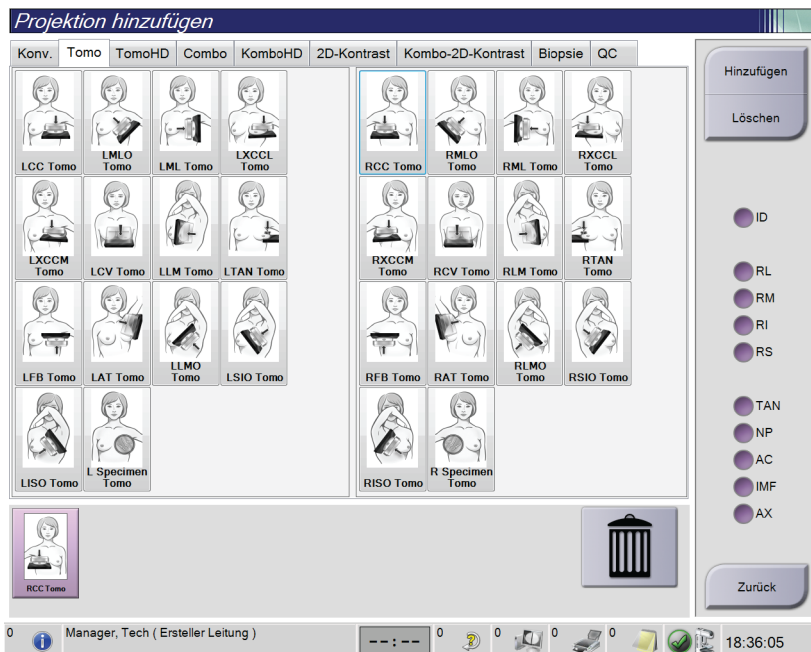 Projektion hinzufügen
Konv. Tomo TomoHD Combo KomboHD 2D-Kontrast Kombo-2D-Kontrast Biopsie QC
LCC Tomo
LMLO
Tomo
LML Tomo
LXCCL
Tomo
RCC Tomo
RMLO
Tomo
RML Tomo
RXCCL
Tomo
LXCCM
Tomo
LCV Tomo
LLM Tomo
LTAN Tomo
RXCCM
Tomo
RCV Tomo
RLM Tomo
RTAN
Tomo
LFB Tomo
LAT Tomo
LLMO
Tomo
LSIO Tomo
RFB Tomo
RAT Tomo
RLMO
Tomo
RSIO Tomo
LISO Tomo
L Specimen
Tomo
RISO Tomo
R Specimen
Tomo
RCC Tomo
Hinzufügen
Löschen
ID
RL
RM
RI
RS
TAN
NP
AC
IMF
AX
Zurück
0 Manager, Tech ( Ersteller Leitung ) --:-- 0 0 0 0 18:36:05